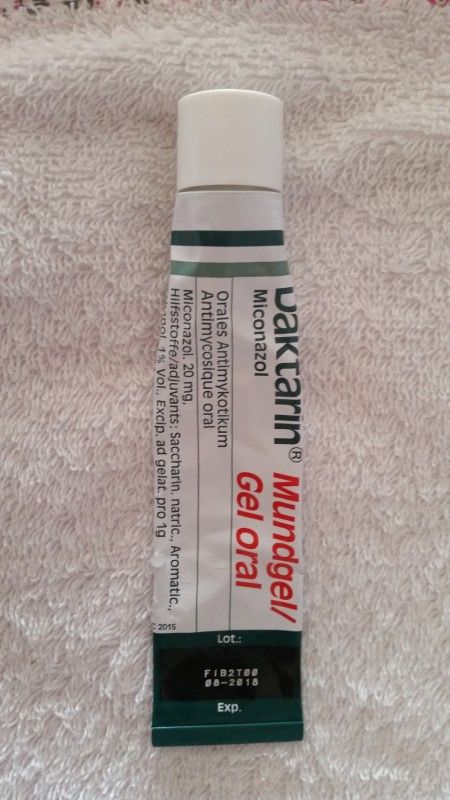 Daktarin® Mundgel/
Gel oral
Miconazol
Orales Antimykotikum
Antimycosique oral
Miconazol. 20 mg,
Hilfsstoffe/adjuvants: Saccharin. natric., Aromatic.,
1% Vol., Excip. ad gelat. pro 1g
2015
Lot.:
FIB2T00
08-2018
Exp.